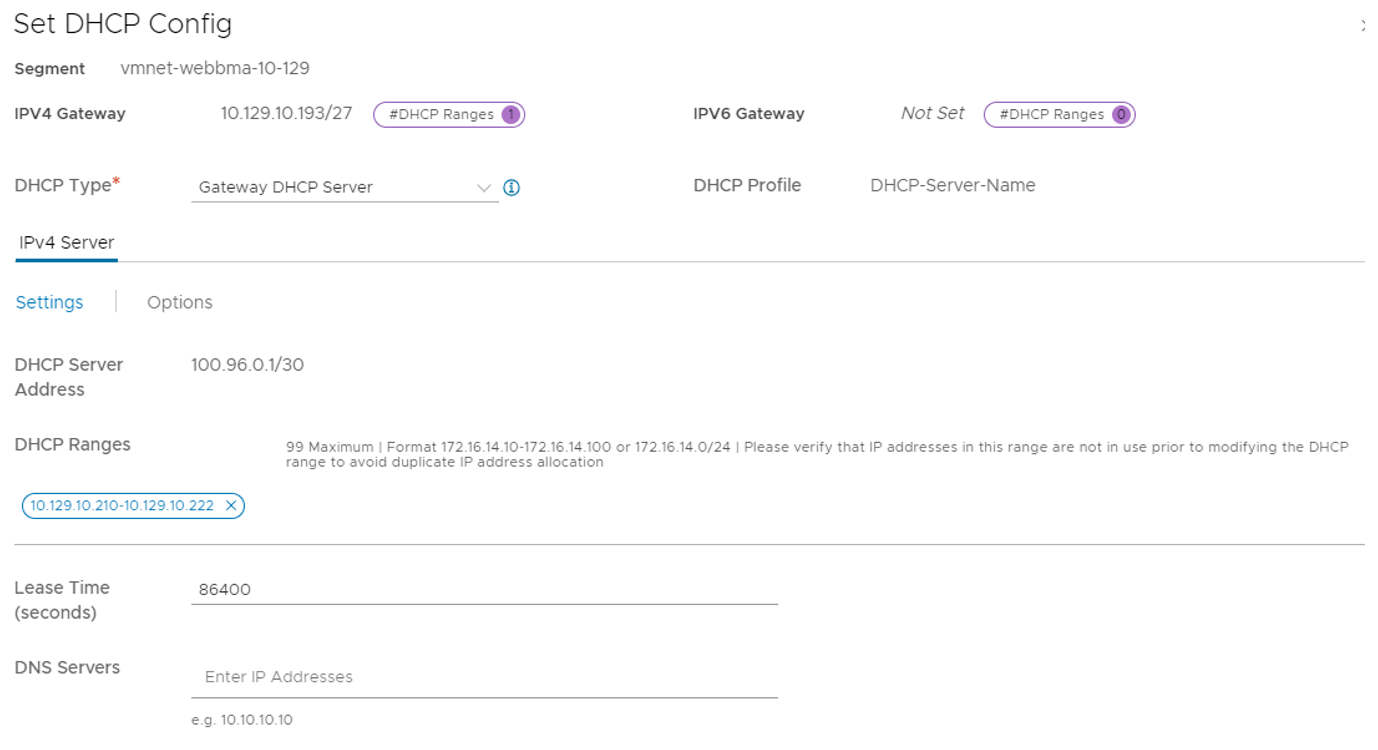 Set DHCP Config
Segment vmnet-webbma-10-129
IPV4 Gateway 10.129.10.193/27 #DHCP Ranges 1 IPV6 Gateway Not Set #DHCP Ranges 0
DHCP Type* Gateway DHCP Server DHCP Profile DHCP-Server-Name
IPv4 Server
Settings Options
DHCP Server
Address
100.96.0.1/30
DHCP Ranges
99 Maximum | Format 172.16.14.10-172.16.14.100 or 172.16.14.0/24 | Please verify that IP addresses in this range are not in use prior to modifying the DHCP
range to avoid duplicate IP address allocation
10.129.10.210-10.129.10.222
Lease Time
(seconds)
86400
DNS Servers
Enter IP Addresses
e.g. 10.10.10.10